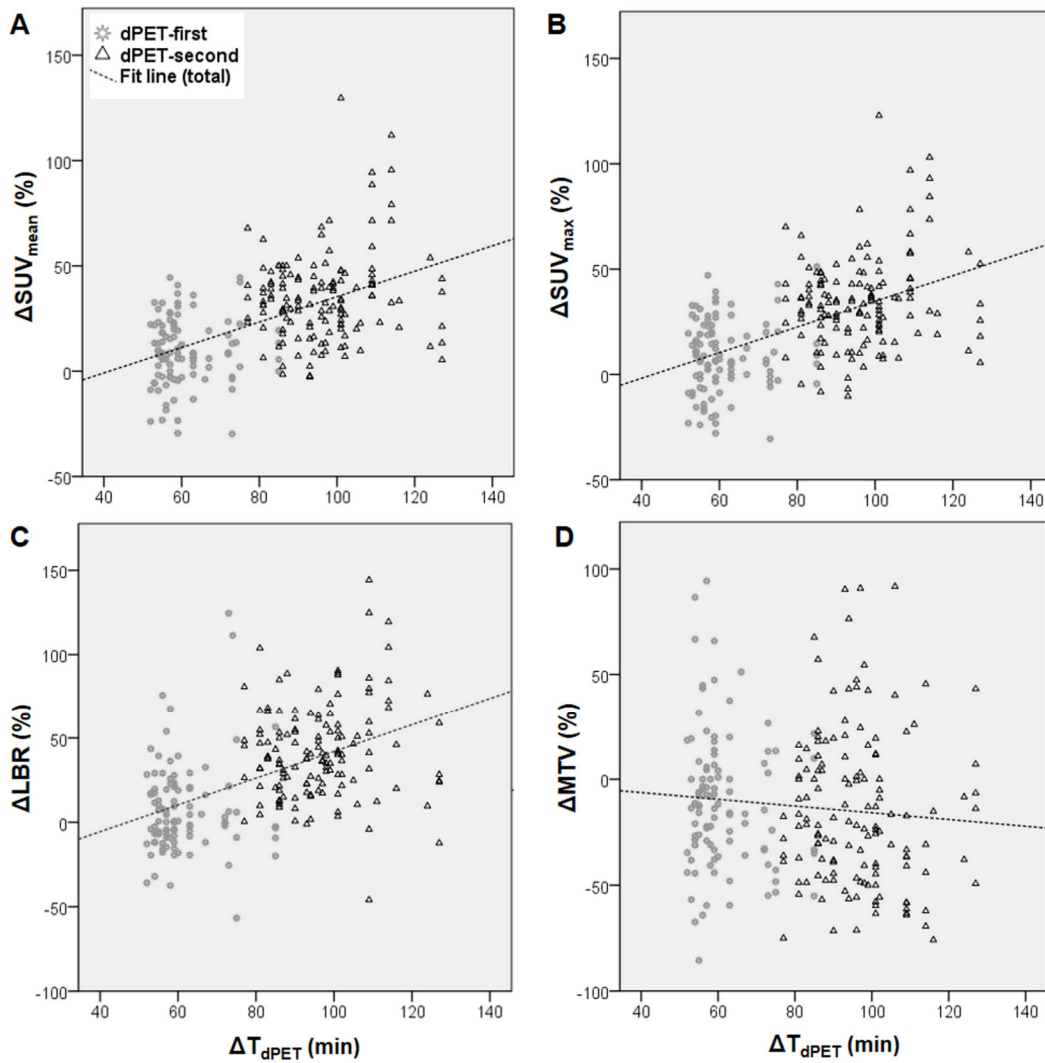 A
dPET-first
dPET-second
Fit line (total)
150
100
50
0
-50
ΔSUVmean (%)
40 60 80 100 120 140
B
150
100
50
0
-50
ΔSUVmax (%)
40 60 80 100 120 140
C
150
100
50
0
-50
-100
ΔLBR (%)
40 60 80 100 120 140
ΔTdPET (min)
D
100
50
0
-50
-100
ΔMTV (%)
40 60 80 100 120 140
ΔTdPET (min)